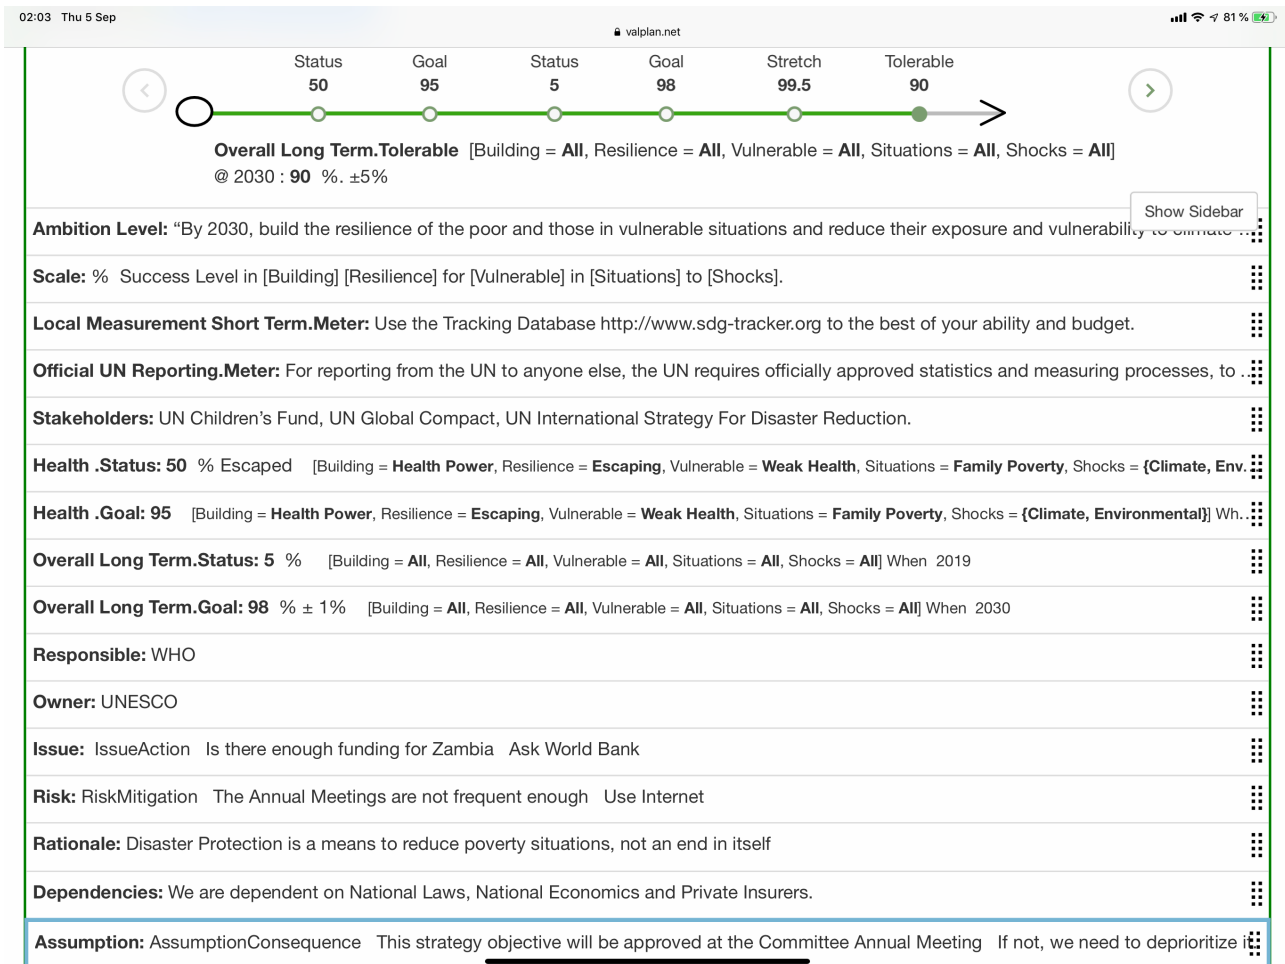 02:03 Thu 5 Sep
81 %
valplan.net
Status Goal Status Goal Stretch Tolerable
50 95 5 98 99.5 90
Overall Long Term.Tolerable [Building = All, Resilience = All, Vulnerable = All, Situations = All, Shocks = All]
@ 2030 : 90 %. ±5%
Show Sidebar
Ambition Level: “By 2030, build the resilience of the poor and those in vulnerable situations and reduce their exposure and vulnerability to climate ...
Scale: % Success Level in [Building] [Resilience] for [Vulnerable] in [Situations] to [Shocks].
Local Measurement Short Term.Meter: Use the Tracking Database http://www.sdg-tracker.org to the best of your ability and budget.
Official UN Reporting.Meter: For reporting from the UN to anyone else, the UN requires officially approved statistics and measuring processes, to ...
Stakeholders: UN Children’s Fund, UN Global Compact, UN International Strategy For Disaster Reduction.
Health .Status: 50 % Escaped [Building = Health Power, Resilience = Escaping, Vulnerable = Weak Health, Situations = Family Poverty, Shocks = {Climate, Env...
Health .Goal: 95 [Building = Health Power, Resilience = Escaping, Vulnerable = Weak Health, Situations = Family Poverty, Shocks = {Climate, Environmental}] Wh...
Overall Long Term.Status: 5 % [Building = All, Resilience = All, Vulnerable = All, Situations = All, Shocks = All] When 2019
Overall Long Term.Goal: 98 % ± 1% [Building = All, Resilience = All, Vulnerable = All, Situations = All, Shocks = All] When 2030
Responsible: WHO
Owner: UNESCO
Issue: IssueAction Is there enough funding for Zambia Ask World Bank
Risk: RiskMitigation The Annual Meetings are not frequent enough Use Internet
Rationale: Disaster Protection is a means to reduce poverty situations, not an end in itself
Dependencies: We are dependent on National Laws, National Economics and Private Insurers.
Assumption: AssumptionConsequence This strategy objective will be approved at the Committee Annual Meeting If not, we need to deprioritize it.